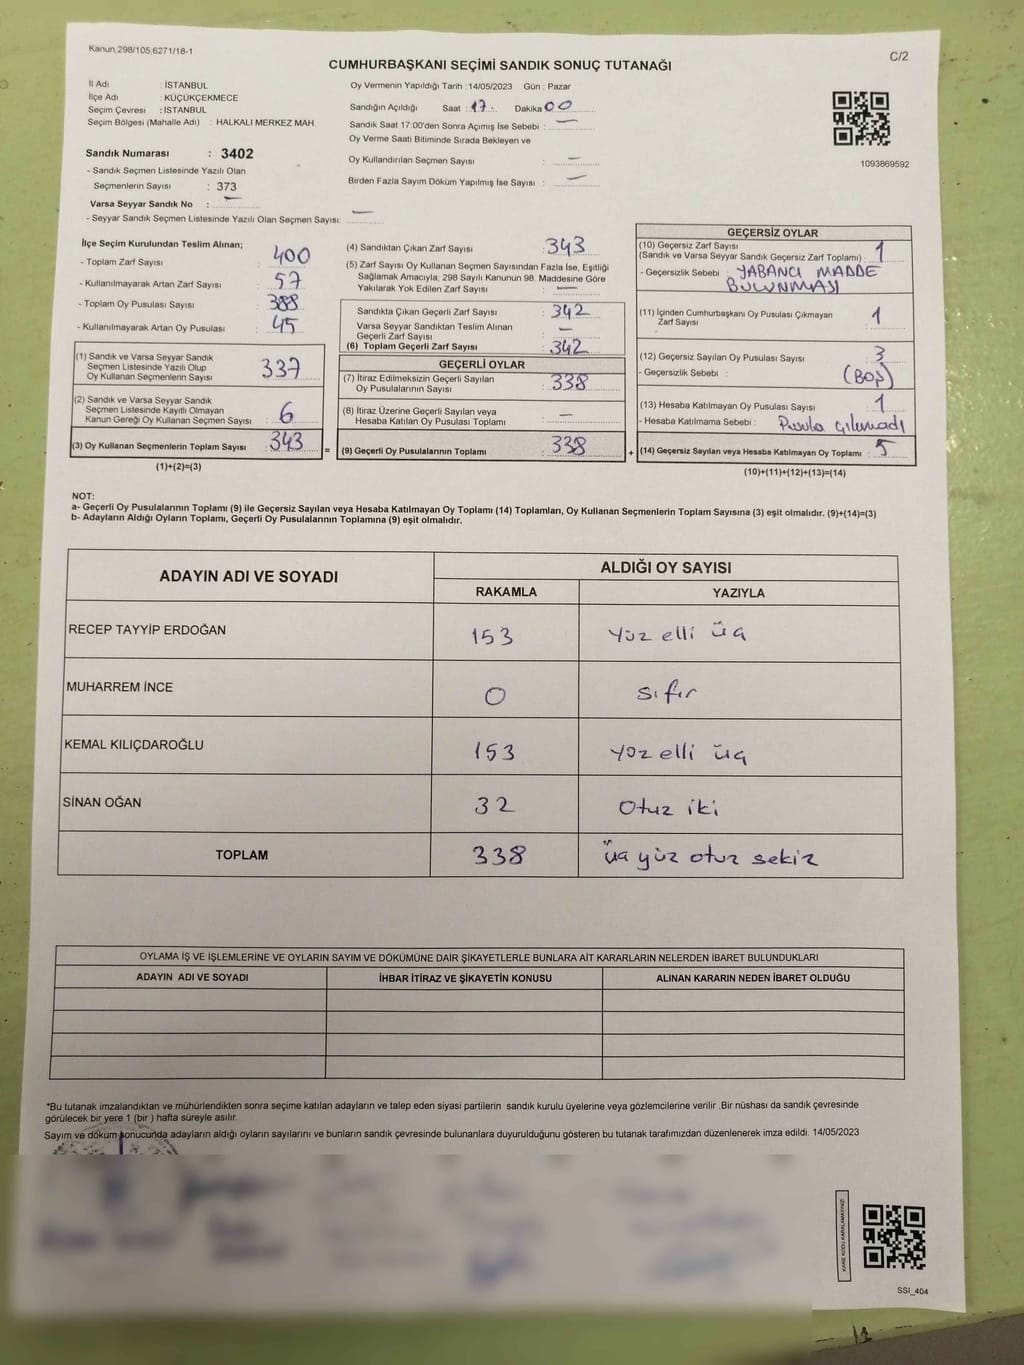 Kanun,298/105,6271/18-1
C/2
CUMHURBAŞKANI SEÇİMİ SANDIK SONUÇ TUTANAĞI
İl Adı : İSTANBUL
İlçe Adı : KÜÇÜKÇEKMECE
Seçim Çevresi : İSTANBUL
Seçim Bölgesi (Mahalle Adı) : HALKALI MERKEZ MAH.
Sandık Numarası : 3402
- Sandık Seçmen Listesinde Yazılı Olan
Seçmenlerin Sayısı : 373
Varsa Seyyar Sandık No : —
- Seyyar Sandık Seçmen Listesinde Yazılı Olan Seçmen Sayısı: —
Oy Vermenin Yapıldığı Tarih :14/05/2023 Gün : Pazar
Sandığın Açıldığı Saat : 17 Dakika 00
Sandık Saat 17:00'den Sonra Açımış İse Sebebi : —
Oy Verme Saati Bitiminde Sırada Bekleyen ve
Oy Kullandırılan Seçmen Sayısı : —
Birden Fazla Sayım Döküm Yapılmış İse Sayısı : —
1093869592
İlçe Seçim Kurulundan Teslim Alınan;
- Toplam Zarf Sayısı : 400
- Kullanılmayarak Artan Zarf Sayısı : 57
- Toplam Oy Pusulası Sayısı : 388
- Kullanılmayarak Artan Oy Pusulası : 45
(1) Sandık ve Varsa Seyyar Sandık
Seçmen Listesinde Yazılı Olup
Oy Kullanan Seçmenlerin Sayısı : 337
(2) Sandık ve Varsa Seyyar Sandık
Seçmen Listesinde Kayıtlı Olmayan
Kanun Gereği Oy Kullanan Seçmen Sayısı : 6
(3) Oy Kullanan Seçmenlerin Toplam Sayısı : 343
(1)+(2)=(3)
(4) Sandıktan Çıkan Zarf Sayısı : 343
(5) Zarf Sayısı Oy Kullanan Seçmen Sayısından Fazla İse, Eşitliği
Sağlamak Amacıyla, 298 Sayılı Kanunun 98. Maddesine Göre
Yakılarak Yok Edilen Zarf Sayısı : —
Sandıkta Çıkan Geçerli Zarf Sayısı : 342
Varsa Seyyar Sandıktan Teslim Alınan
Geçerli Zarf Sayısı : —
(6) Toplam Geçerli Zarf Sayısı : 342
GEÇERLİ OYLAR
(7) İtiraz Edilmeksizin Geçerli Sayılan
Oy Pusulalarının Sayısı : 338
(8) İtiraz Üzerine Geçerli Sayılan veya
Hesaba Katılan Oy Pusulası Toplamı : —
= (9) Geçerli Oy Pusulalarının Toplamı : 338 +
GEÇERSİZ OYLAR
(10) Geçersiz Zarf Sayısı
(Sandık ve Varsa Seyyar Sandık Geçersiz Zarf Toplamı) : 1
- Geçersizlik Sebebi : YABANCI MADDE
BULUNMASI
(11) İçinden Cumhurbaşkanı Oy Pusulası Çıkmayan
Zarf Sayısı : 1
(12) Geçersiz Sayılan Oy Pusulası Sayısı : 3
- Geçersizlik Sebebi : (Boş)
(13) Hesaba Katılmayan Oy Pusulası Sayısı : 1
- Hesaba Katılmama Sebebi : Pusula çıkmadı
(14) Geçersiz Sayılan veya Hesaba Katılmayan Oy Toplamı : 5
(10)+(11)+(12)+(13)=(14)
NOT:
a- Geçerli Oy Pusulalarının Toplamı (9) ile Geçersiz Sayılan veya Hesaba Katılmayan Oy Toplamı (14) Toplamları, Oy Kullanan Seçmenlerin Toplam Sayısına (3) eşit olmalıdır. (9)+(14)=(3)
b- Adayların Aldığı Oyların Toplamı, Geçerli Oy Pusulalarının Toplamına (9) eşit olmalıdır.
ADAYIN ADI VE SOYADI
ALDIĞI OY SAYISI
RAKAMLA YAZIYLA
RECEP TAYYİP ERDOĞAN 153 Yüz elli üç
MUHARREM İNCE 0 sıfır
KEMAL KILIÇDAROĞLU 153 yüz elli üç
SİNAN OĞAN 32 Otuz iki
TOPLAM 338 üç yüz otuz sekiz
OYLAMA İŞ VE İŞLEMLERİNE VE OYLARIN SAYIM VE DÖKÜMÜNE DAİR ŞİKAYETLERLE BUNLARA AİT KARARLARIN NELERDEN İBARET BULUNDUKLARI
ADAYIN ADI VE SOYADI İHBAR İTİRAZ VE ŞİKAYETİN KONUSU ALINAN KARARIN NEDEN İBARET OLDUĞU
*Bu tutanak imzalandıktan ve mühürlendikten sonra seçime katılan adayların ve talep eden siyasi partilerin sandık kurulu üyelerine veya gözlemcilerine verilir .Bir nüshası da sandık çevresinde
görülecek bir yere 1 (bir ) hafta süreyle asılır.
Sayım ve döküm sonucunda adayların aldığı oyların sayılarını ve bunların sandık çevresinde bulunanlara duyurulduğunu gösteren bu tutanak tarafımızdan düzenlenerek imza edildi. 14/05/2023
KARE KODU KARALAMAYINIZ!
SSI_404